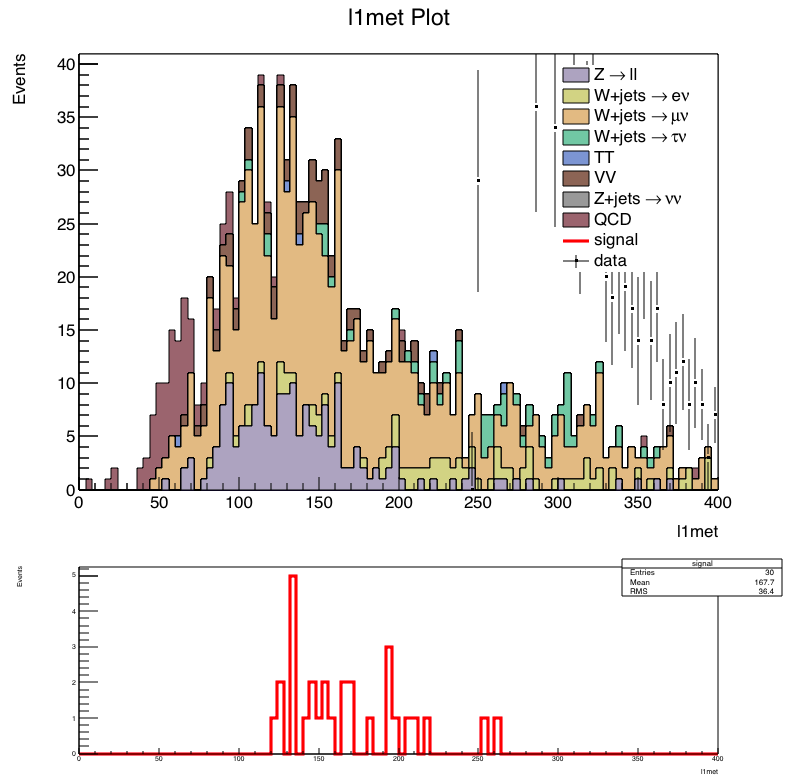 l1met Plot
Events
40
35
30
25
20
15
10
5
0
Z → ll
W+jets → eν
W+jets → μν
W+jets → τν
TT
VV
Z+jets → νν
QCD
signal
data
0 50 100 150 200 250 300 350 400
l1met
Events
5
4
3
2
1
0
signal
Entries 30
Mean 167.7
RMS 36.4
0 50 100 150 200 250 300 350 400
l1met